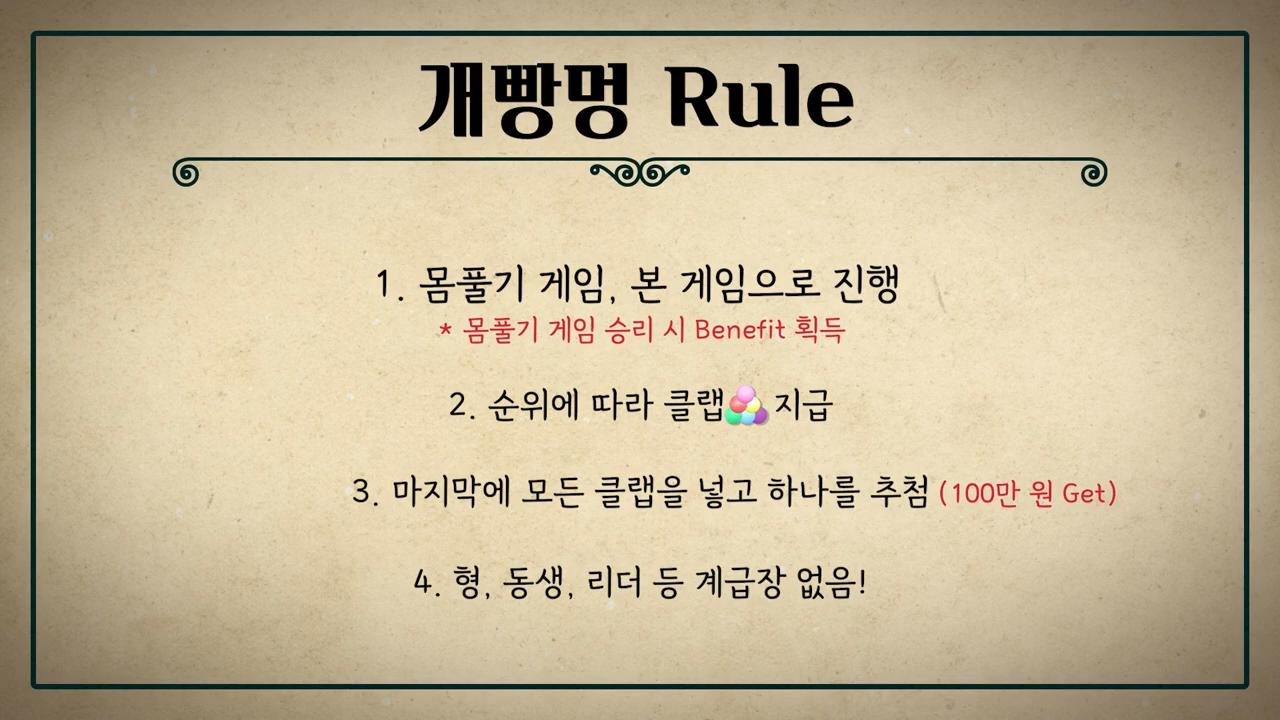 개빵멍 Rule
1. 몸풀기 게임, 본 게임으로 진행
* 몸풀기 게임 승리 시 Benefit 획득
2. 순위에 따라 클랩 지급
3. 마지막에 모든 클랩을 넣고 하나를 추첨 (100만 원 Get)
4. 형, 동생, 리더 등 계급장 없음!